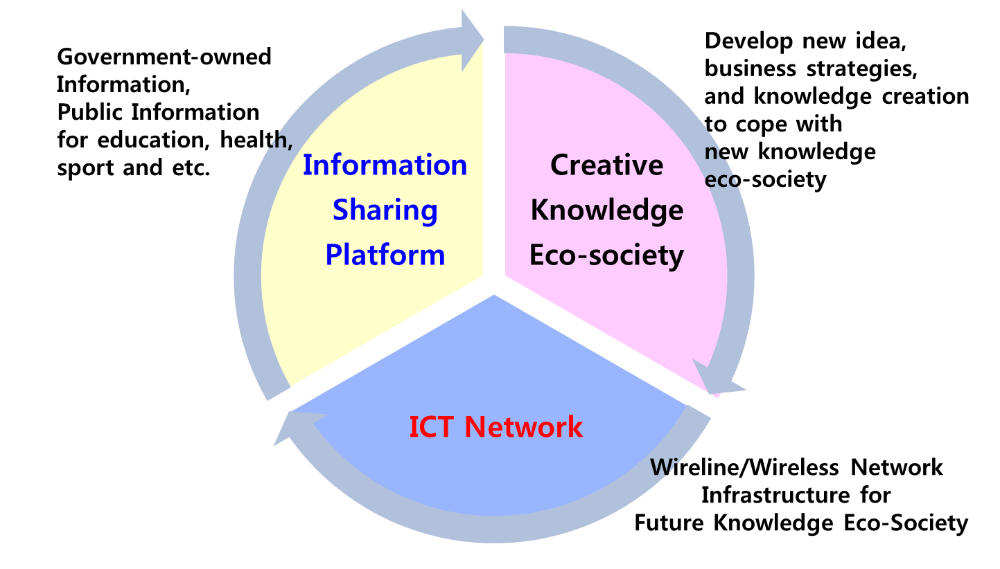 Government-owned
Information,
Public Information
for education, health,
sport and etc.
Information
Sharing
Platform
Creative
Knowledge
Eco-society
Develop new idea,
business strategies,
and knowledge creation
to cope with
new knowledge
eco-society
ICT Network
Wireline/Wireless Network
Infrastructure for
Future Knowledge Eco-Society